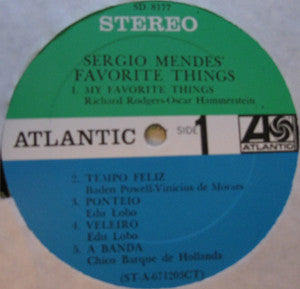 SD 8177
STEREO
SERGIO MENDES'
FAVORITE THINGS
1. MY FAVORITE THINGS
Richard Rodgers-Oscar Hammerstein
ATLANTIC
SIDE 1
ATLANTIC
2. TEMPO FELIZ
Baden Powell-Vinicius de Moraes
3. PONTEIO
Edu Lobo
4. VELEIRO
Edu Lobo
5. A BANDA
Chico Barque de Hollanda
(ST-A-671205CT)